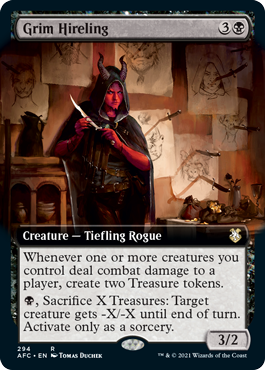 Grim Hireling 3
Creature — Tiefling Rogue
Whenever one or more creatures you
control deal combat damage to a
player, create two Treasure tokens.
, Sacrifice X Treasures: Target
creature gets -X/-X until end of turn.
Activate only as a sorcery.
3/2
294 R
AFC • EN Tomas Duchek
™ & © 2021 Wizards of the Coast